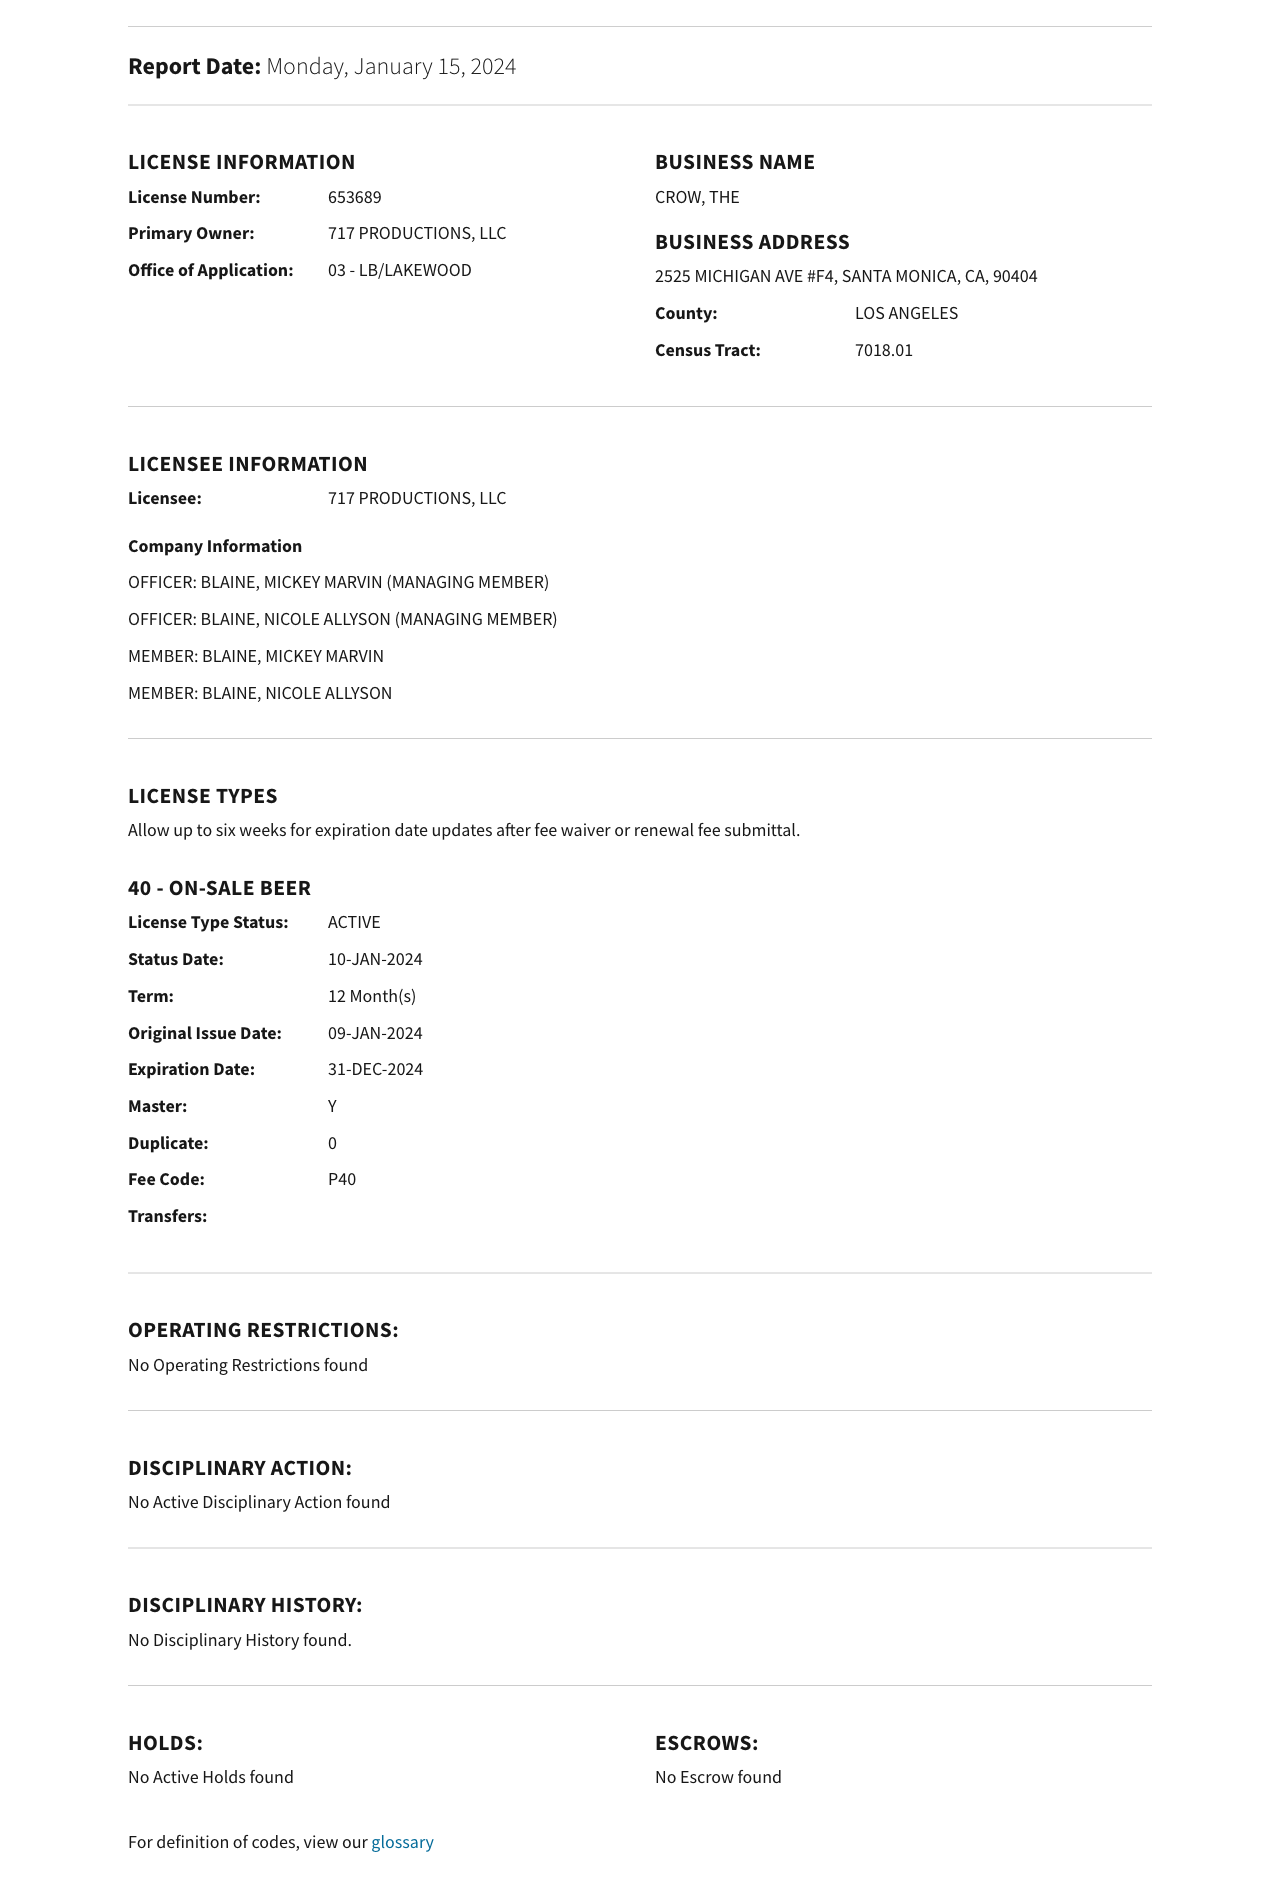 Report Date: Monday, January 15, 2024
LICENSE INFORMATION
License Number: 653689
Primary Owner: 717 PRODUCTIONS, LLC
Office of Application: 03 - LB/LAKEWOOD
BUSINESS NAME
CROW, THE
BUSINESS ADDRESS
2525 MICHIGAN AVE #F4, SANTA MONICA, CA, 90404
County: LOS ANGELES
Census Tract: 7018.01
LICENSEE INFORMATION
Licensee: 717 PRODUCTIONS, LLC
Company Information
OFFICER: BLAINE, MICKEY MARVIN (MANAGING MEMBER)
OFFICER: BLAINE, NICOLE ALLYSON (MANAGING MEMBER)
MEMBER: BLAINE, MICKEY MARVIN
MEMBER: BLAINE, NICOLE ALLYSON
LICENSE TYPES
Allow up to six weeks for expiration date updates after fee waiver or renewal fee submittal.
40 - ON-SALE BEER
License Type Status: ACTIVE
Status Date: 10-JAN-2024
Term: 12 Month(s)
Original Issue Date: 09-JAN-2024
Expiration Date: 31-DEC-2024
Master: Y
Duplicate: 0
Fee Code: P40
Transfers:
OPERATING RESTRICTIONS:
No Operating Restrictions found
DISCIPLINARY ACTION:
No Active Disciplinary Action found
DISCIPLINARY HISTORY:
No Disciplinary History found.
HOLDS:
No Active Holds found
ESCROWS:
No Escrow found
For definition of codes, view our glossary